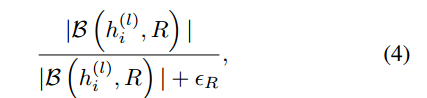 |𝓑(h_i^{(l)}, R)|
|𝓑(h_i^{(l)}, R)| + ϵ_R, (4)